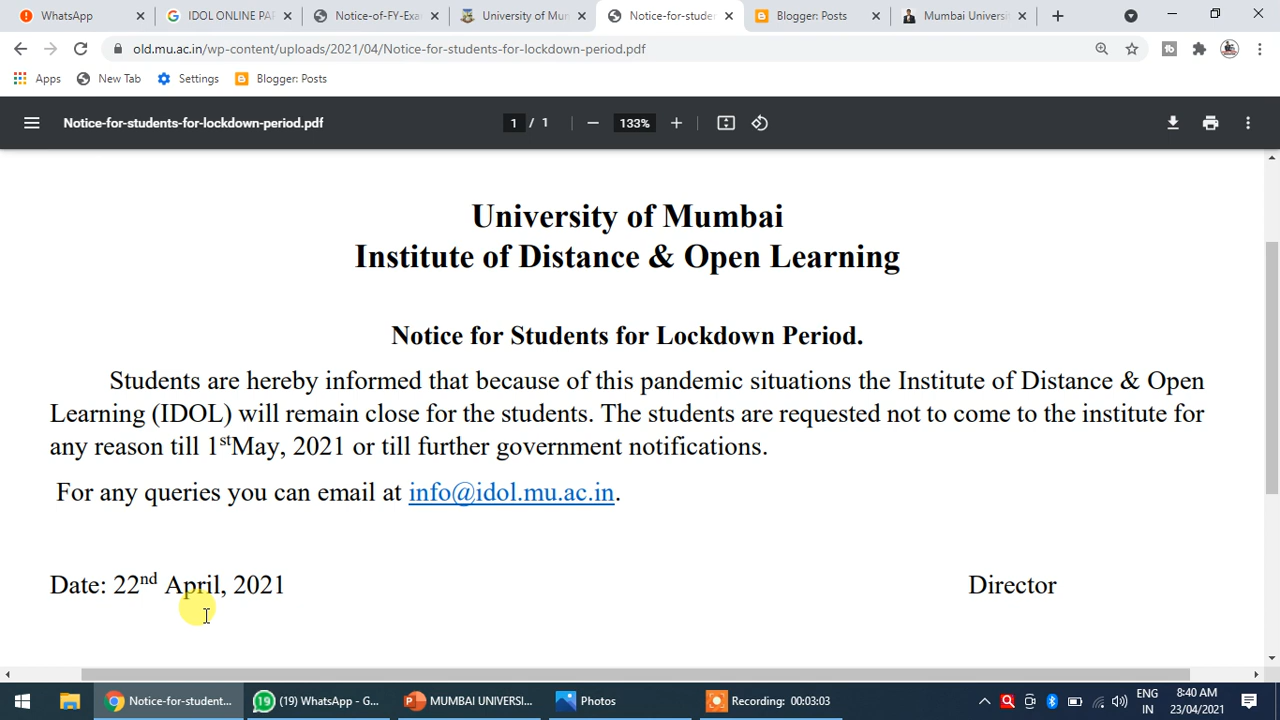 WhatsApp
IDOL ONLINE PA
Notice-of-FY-Exa
University of Mun
Notice-for-stude
Blogger: Posts
Mumbai Univers
old.mu.ac.in/wp-content/uploads/2021/04/Notice-for-students-for-lockdown-period.pdf
Apps New Tab Settings Blogger: Posts
Notice-for-students-for-lockdown-period.pdf 1 / 1 133%
University of Mumbai
Institute of Distance & Open Learning
Notice for Students for Lockdown Period.
Students are hereby informed that because of this pandemic situations the Institute of Distance & Open
Learning (IDOL) will remain close for the students. The students are requested not to come to the institute for
any reason till 1stMay, 2021 or till further government notifications.
For any queries you can email at info@idol.mu.ac.in.
Date: 22nd April, 2021 Director
Notice-for-student...
(19) WhatsApp - G...
MUMBAI UNIVERSI...
Photos
Recording: 00:03:03
ENG
IN
8:40 AM
23/04/2021